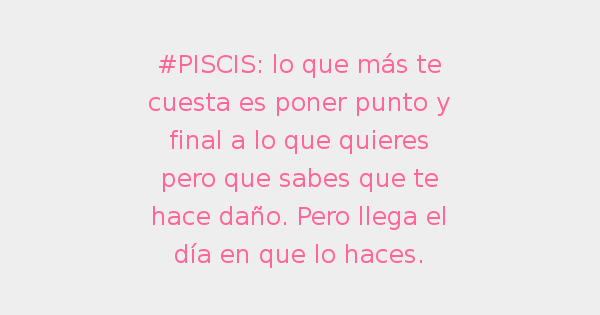 #PISCIS: lo que más te
cuesta es poner punto y
final a lo que quieres
pero que sabes que te
hace daño. Pero llega el
día en que lo haces.